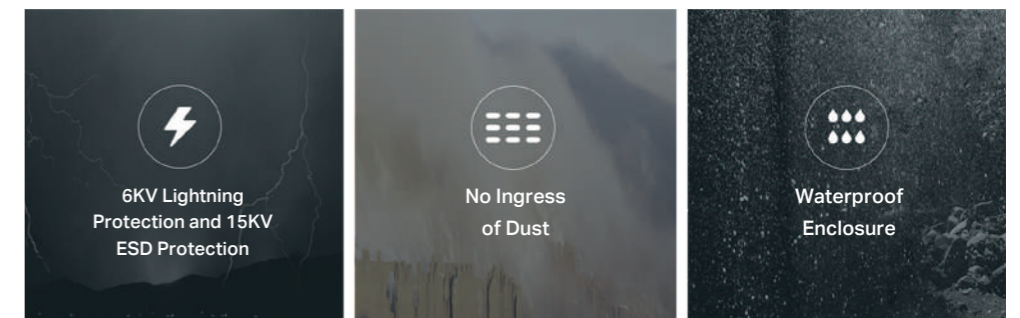 6KV Lightning
Protection and 15KV
ESD Protection
No Ingress
of Dust
Waterproof
Enclosure